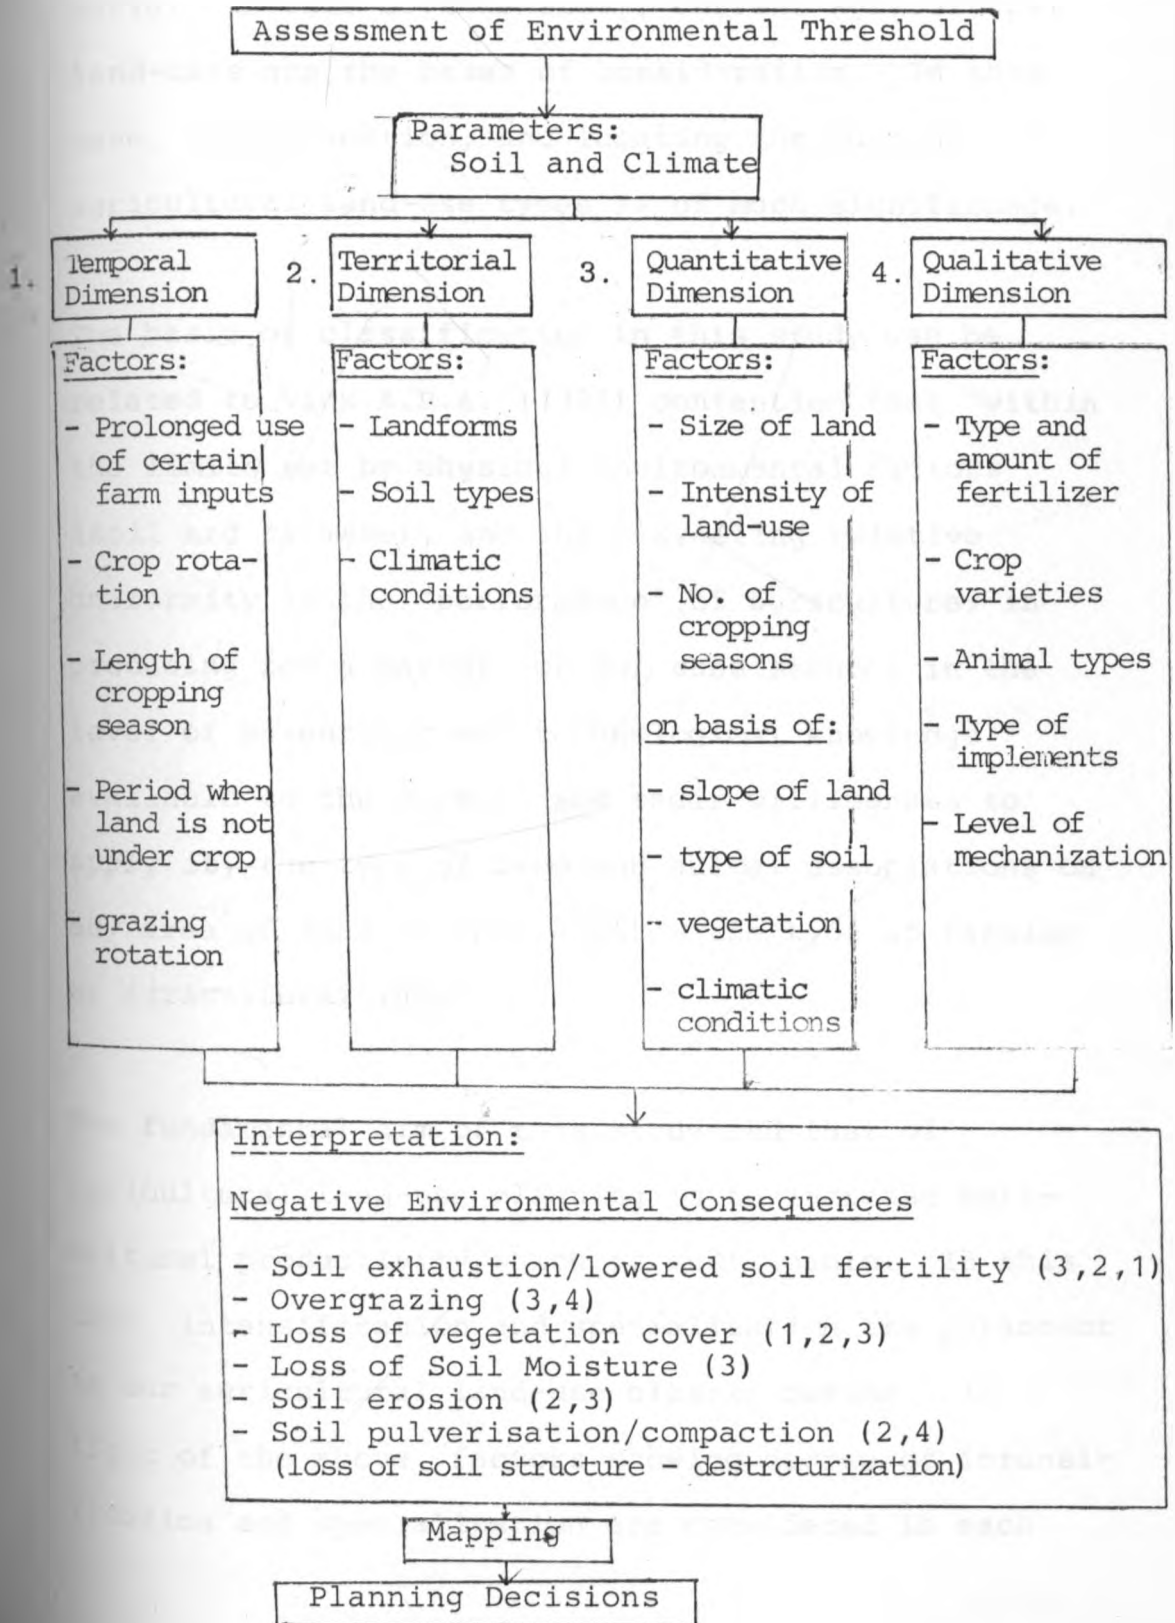 Assessment of Environmental Threshold
Parameters:
Soil and Climate
1.
Temporal
Dimension
2.
Territorial
Dimension
3.
Quantitative
Dimension
4.
Qualitative
Dimension
Factors:
- Prolonged use
of certain
farm inputs
- Crop rota-
tion
- Length of
cropping
season
- Period when
land is not
under crop
- grazing
rotation
Factors:
- Landforms
- Soil types
- Climatic
conditions
Factors:
- Size of land
- Intensity of
land-use
- No. of
cropping
seasons
on basis of:
- slope of land
- type of soil
- vegetation
- climatic
conditions
Factors:
- Type and
amount of
fertilizer
- Crop
varieties
- Animal types
- Type of
implements
- Level of
mechanization
Interpretation:
Negative Environmental Consequences
- Soil exhaustion/lowered soil fertility (3,2,1)
- Overgrazing (3,4)
- Loss of vegetation cover (1,2,3)
- Loss of Soil Moisture (3)
- Soil erosion (2,3)
- Soil pulverisation/compaction (2,4)
(loss of soil structure - destrcturization)
Mapping
Planning Decisions